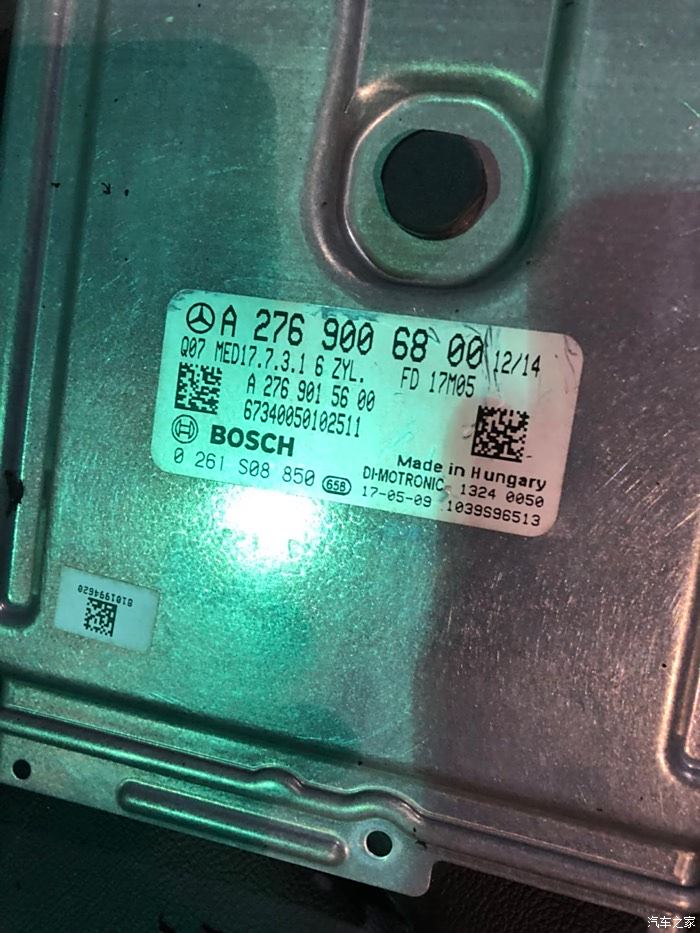 A 276 900 68 00 12/14
Q07 MED17.7.3.1 6 ZYL. FD 17M05
A 276 901 56 00
67340050102511
BOSCH
Made in Hungary
0 261 S08 850 658 DI-MOTRONIC 1324 0050
17-05-09 1039S96513
8101994620
汽车之家